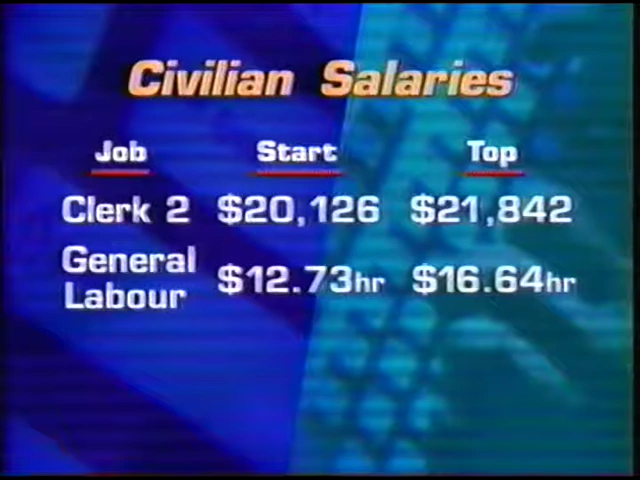 Civilian Salaries
Job Start Top
Clerk 2 $20,126 $21,842
General
Labour $12.73hr $16.64hr